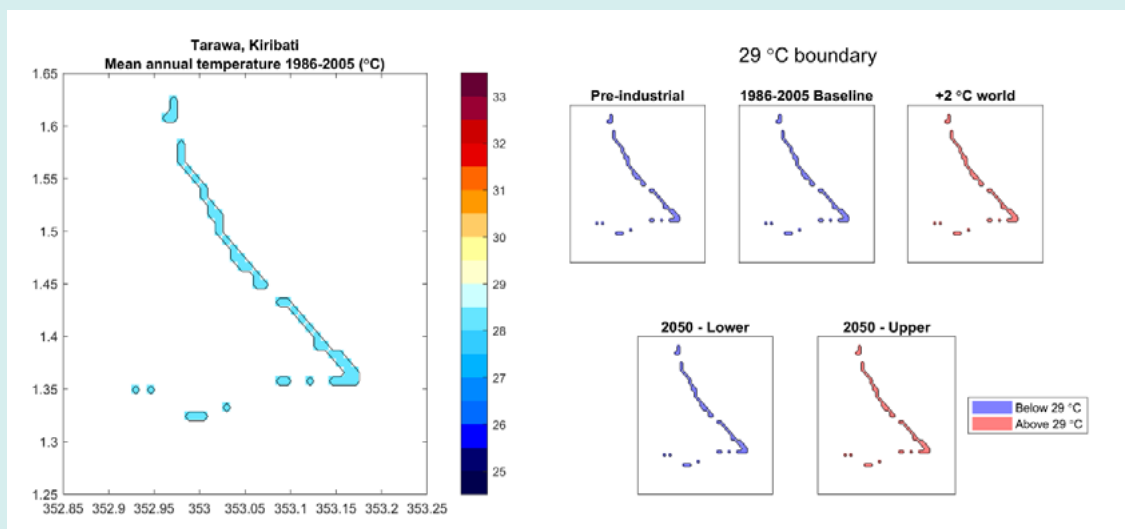 Tarawa, Kiribati
Mean annual temperature 1986-2005 (°C)
1.65
1.6
1.55
1.5
1.45
1.4
1.35
1.3
1.25
352.85 352.9 352.95 353 353.05 353.1 353.15 353.2 353.25
33
32
31
30
29
28
27
26
25
29 °C boundary
Pre-industrial 1986-2005 Baseline +2 °C world
2050 - Lower 2050 - Upper
Below 29 °C
Above 29 °C